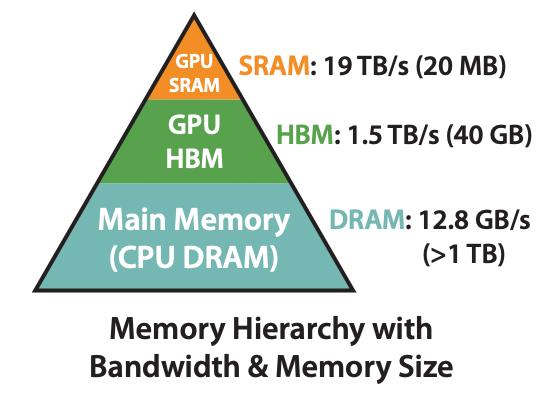 GPU
SRAM
SRAM: 19 TB/s (20 MB)
GPU
HBM
HBM: 1.5 TB/s (40 GB)
Main Memory
(CPU DRAM)
DRAM: 12.8 GB/s
(>1 TB)
Memory Hierarchy with
Bandwidth & Memory Size